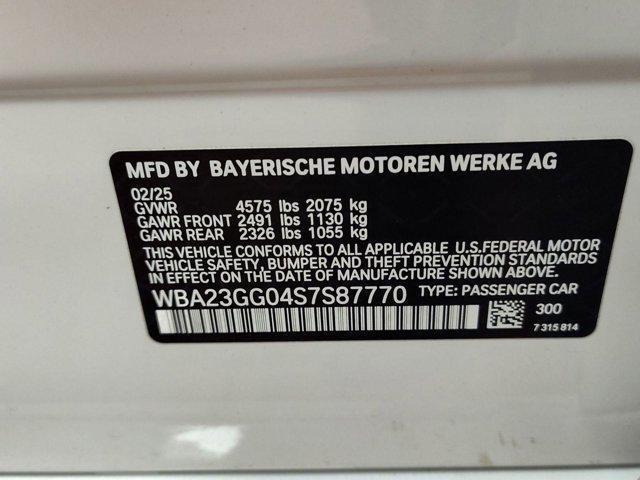 MFD BY BAYERISCHE MOTOREN WERKE AG
02/25
GVWR 4575 lbs 2075 kg
GAWR FRONT 2491 lbs 1130 kg
GAWR REAR 2326 lbs 1055 kg
THIS VEHICLE CONFORMS TO ALL APPLICABLE U.S.FEDERAL MOTOR
VEHICLE SAFETY, BUMPER AND THEFT PREVENTION STANDARDS
IN EFFECT ON THE DATE OF MANUFACTURE SHOWN ABOVE.
WBA23GG04S7S87770 TYPE: PASSENGER CAR
300
7 315 814